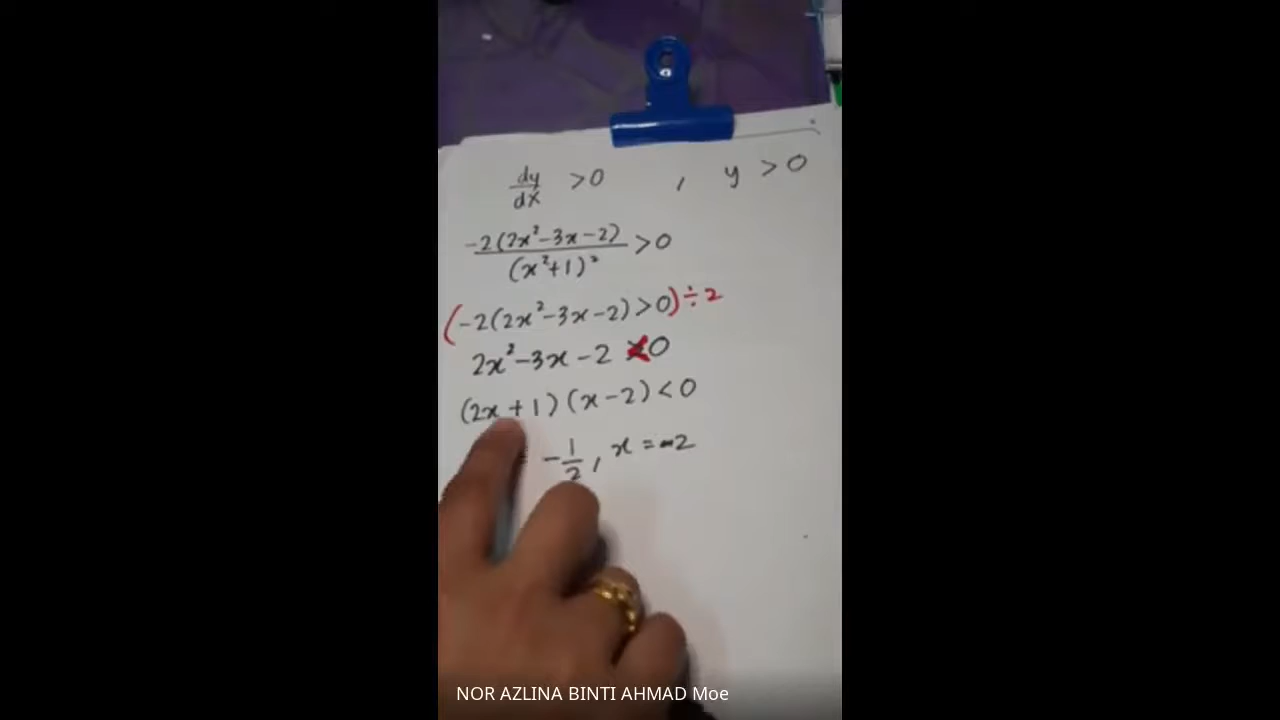 dy/dx > 0 , y > 0
-2(2x²-3x-2)/(x²+1)² > 0
(-2(2x²-3x-2) > 0) ÷ 2
2x²-3x-2 < 0
(2x+1)(x-2) < 0
-1/2, x = -2
NOR AZLINA BINTI AHMAD Moe